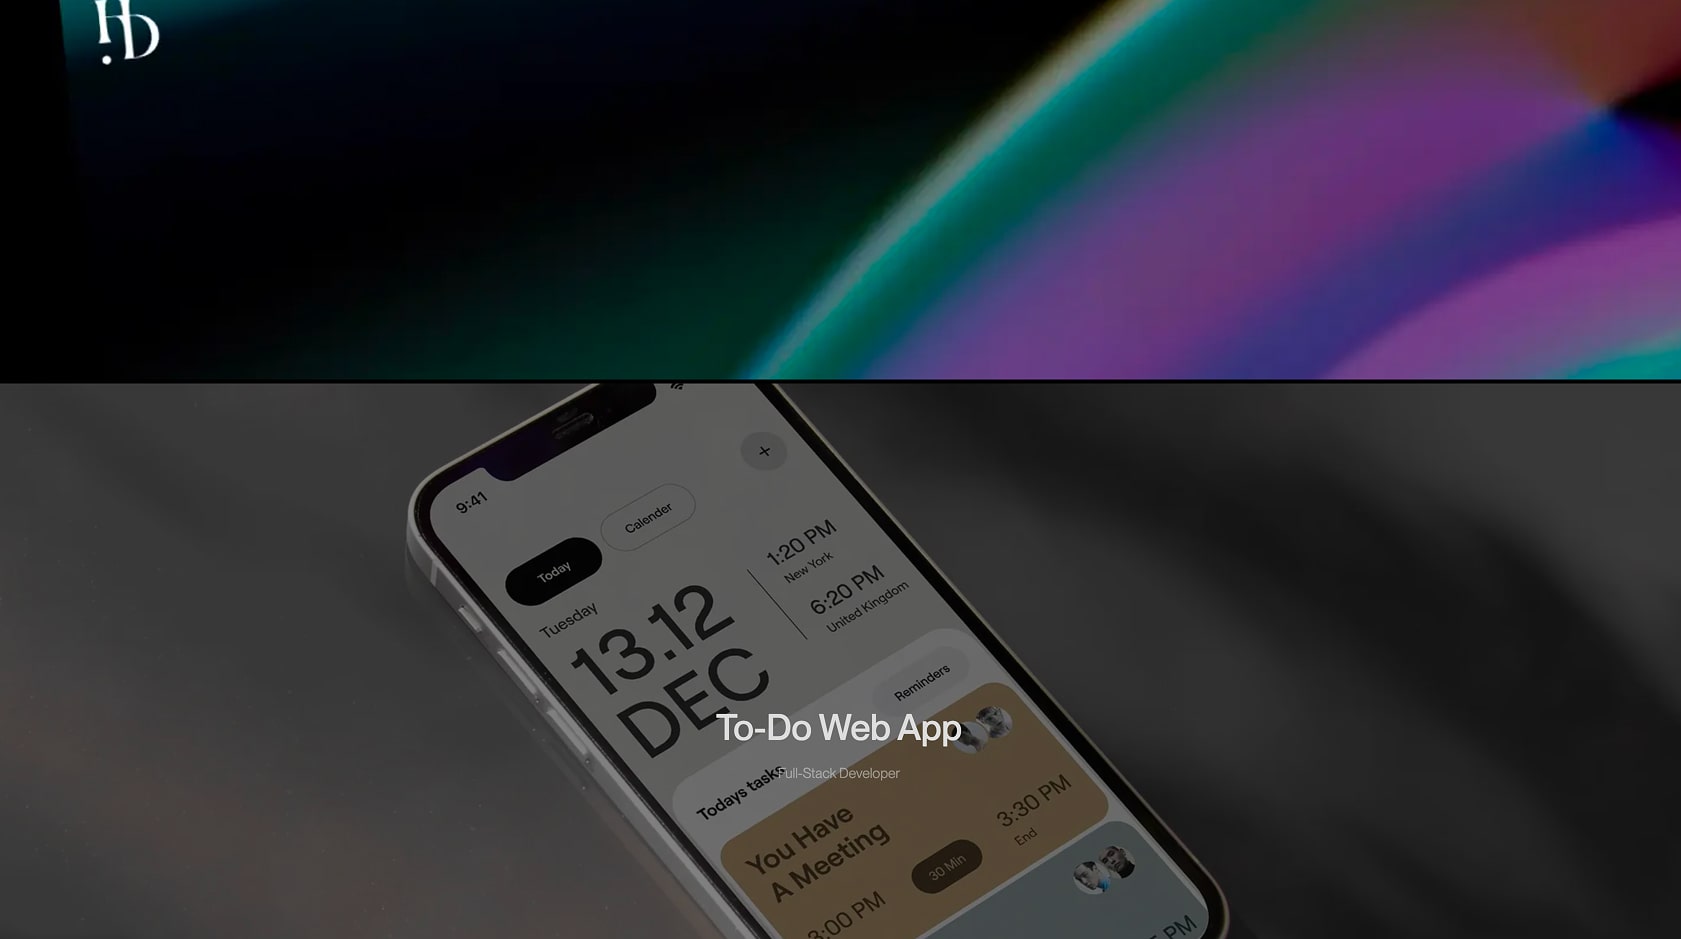 9:41
Calender
Today
Tuesday
13.12
DEC
1:20 PM
New York
6:20 PM
United Kingdom
Reminders
To-Do Web App
Full-Stack Developer
Todays tasks
You Have
A Meeting
3:30 PM
End
30 Min
:00 PM
PM